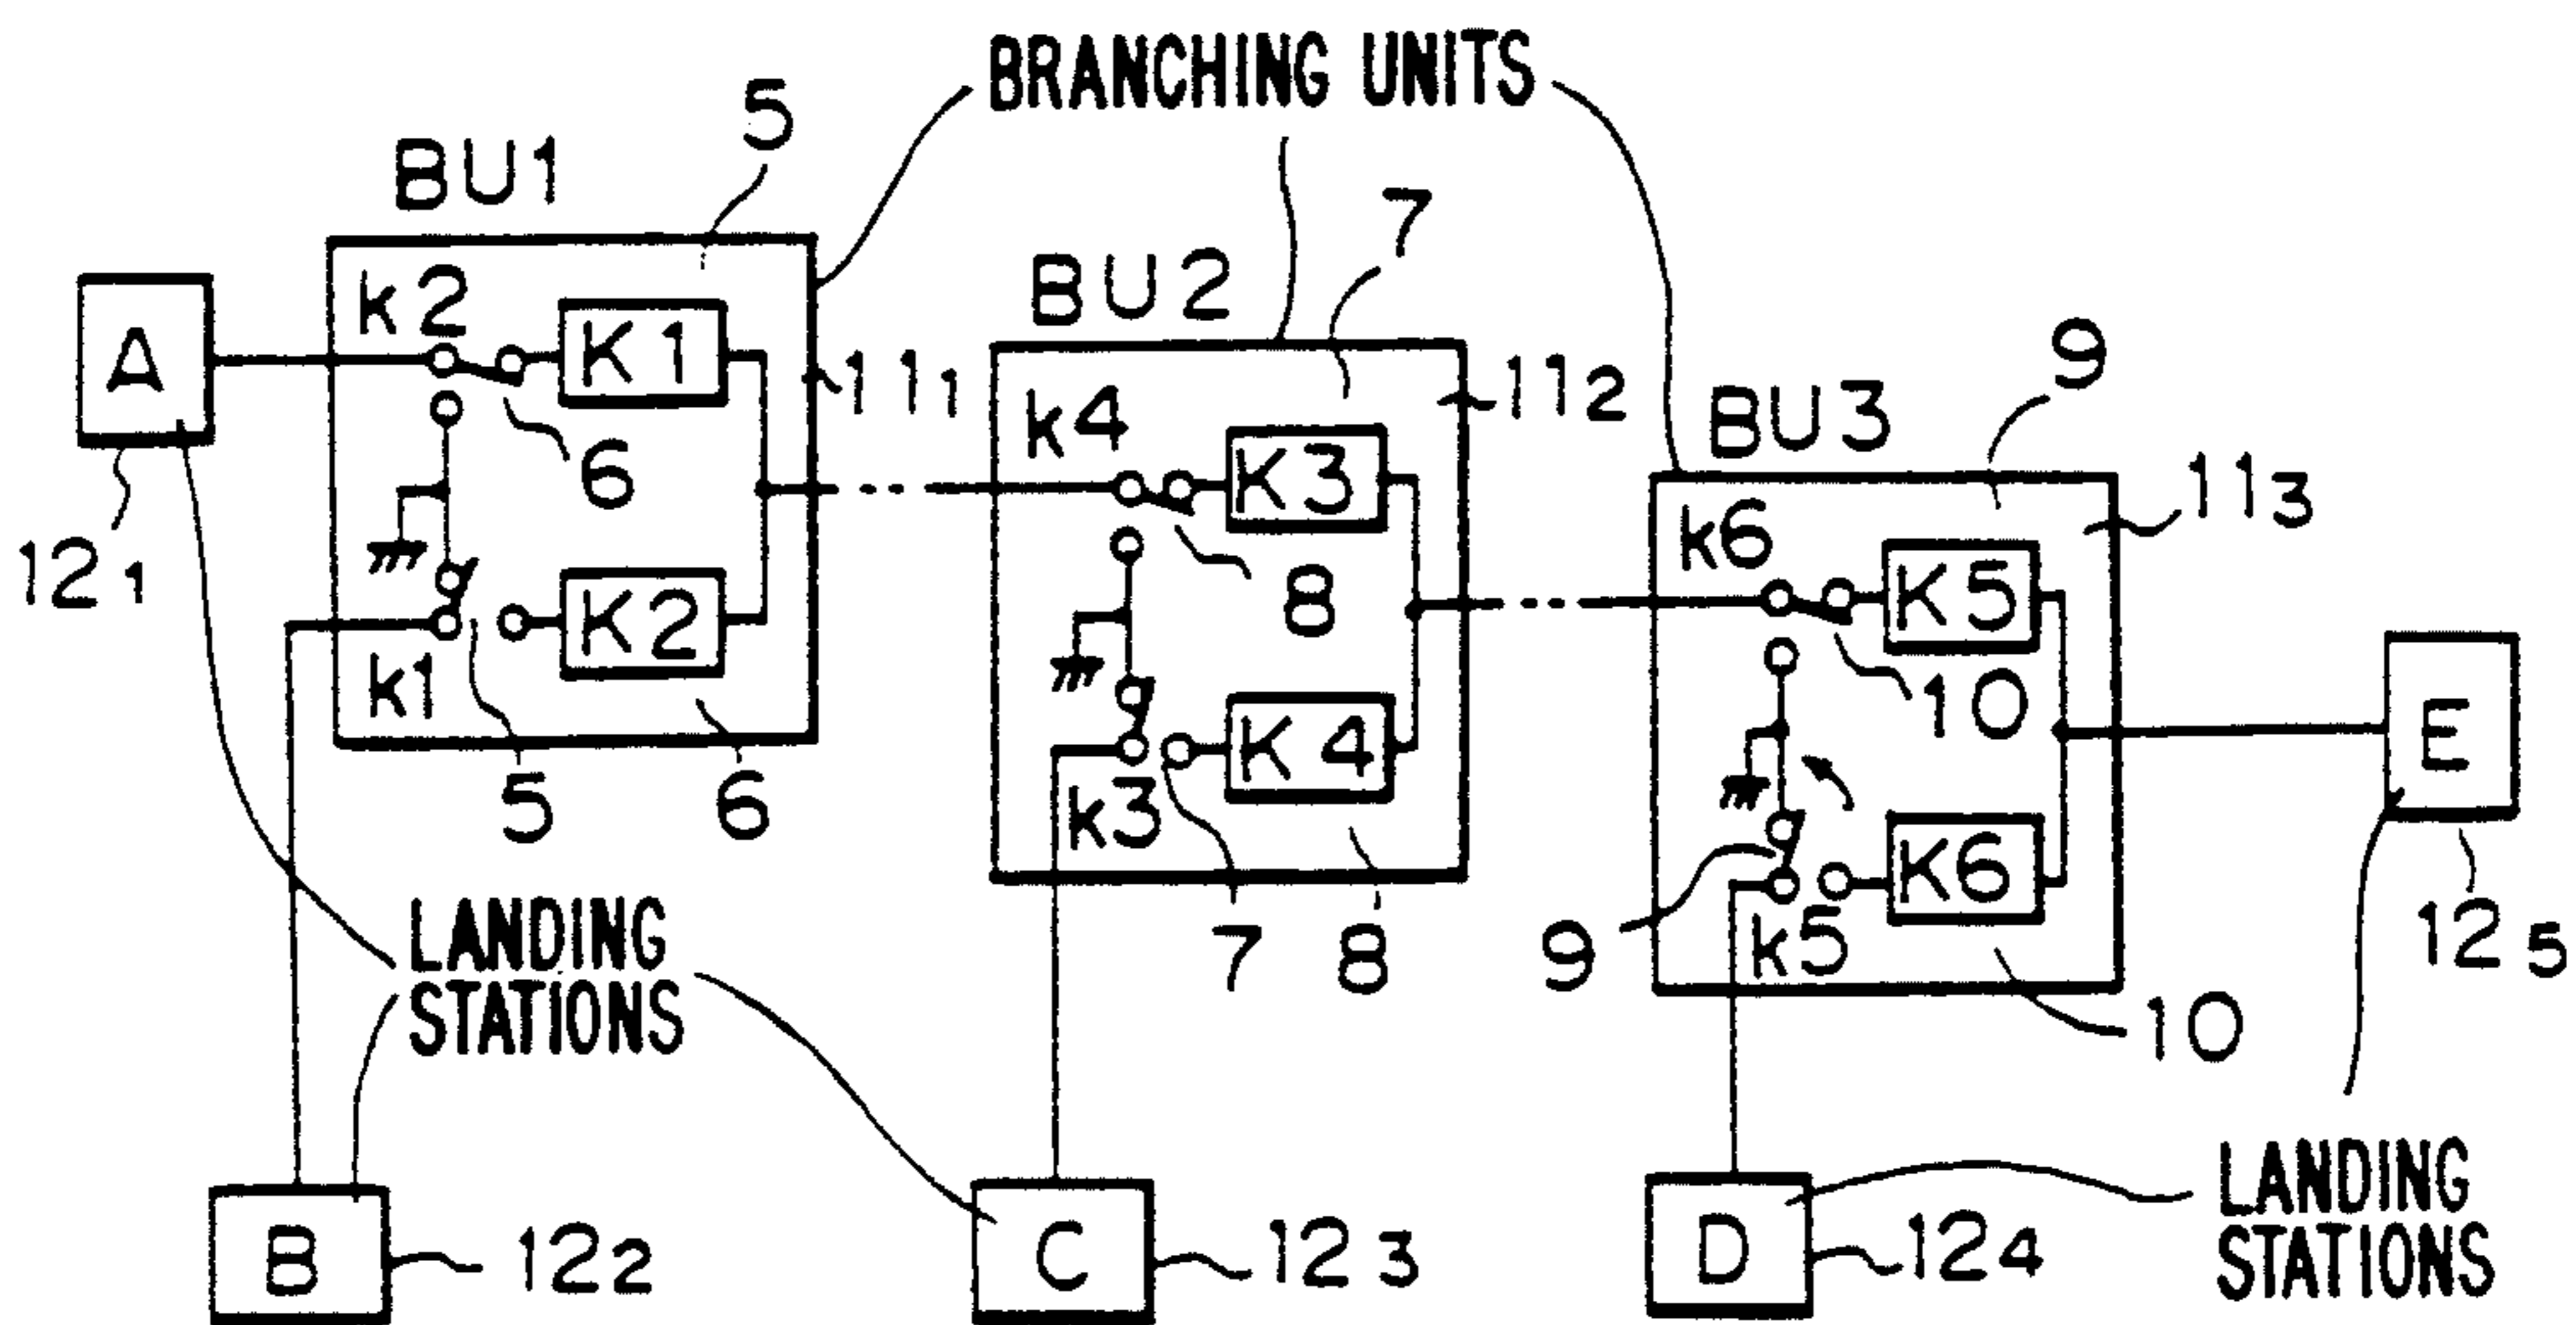 BRANCHING UNITS
5
BU1
7
BU2
k2
K1
A
9
11₁
k4
11₂
BU3
6
K3
11₃
k6
12₁
K5
K2
8
k1
10
E
K4
5
6
k3
K6
LANDING
STATIONS
7
8
9
k5
12₅
10
B
12₂
C
12₃
D
12₄
LANDING
STATIONS